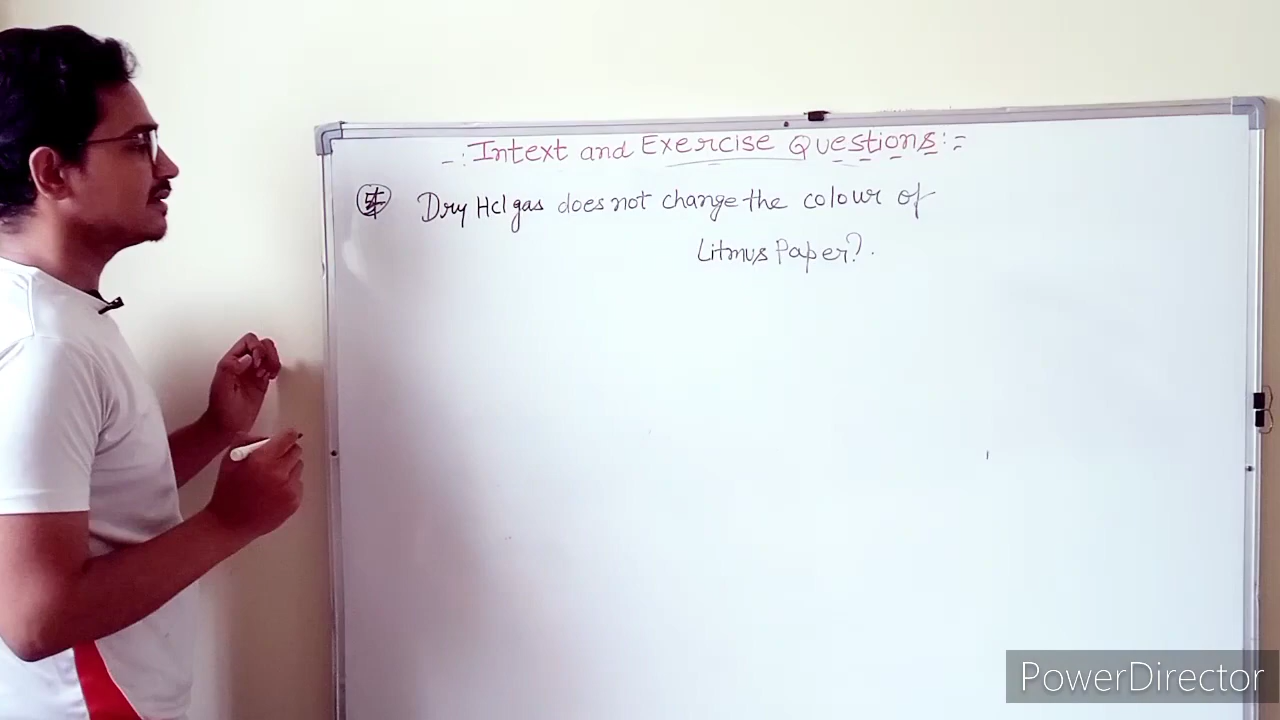 -: Intext and Exercise Questions :-
Dry Hcl gas does not change the colour of
Litmus Paper?.
PowerDirector